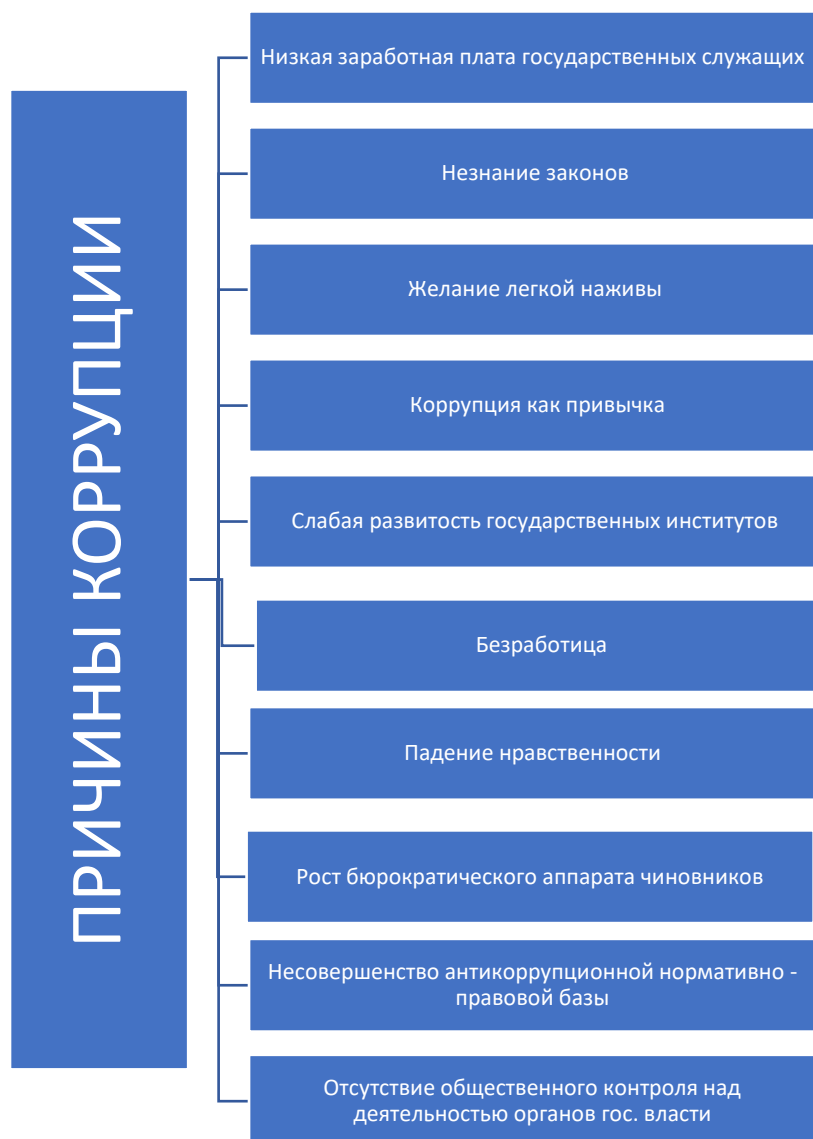 ПРИЧИНЫ КОРРУПЦИИ
Низкая заработная плата государственных служащих
Незнание законов
Желание легкой наживы
Коррупция как привычка
Слабая развитость государственных институтов
Безработица
Падение нравственности
Рост бюрократического аппарата чиновников
Несовершенство антикоррупционной нормативно -
правовой базы
Отсутствие общественного контроля над
деятельностью органов гос. власти